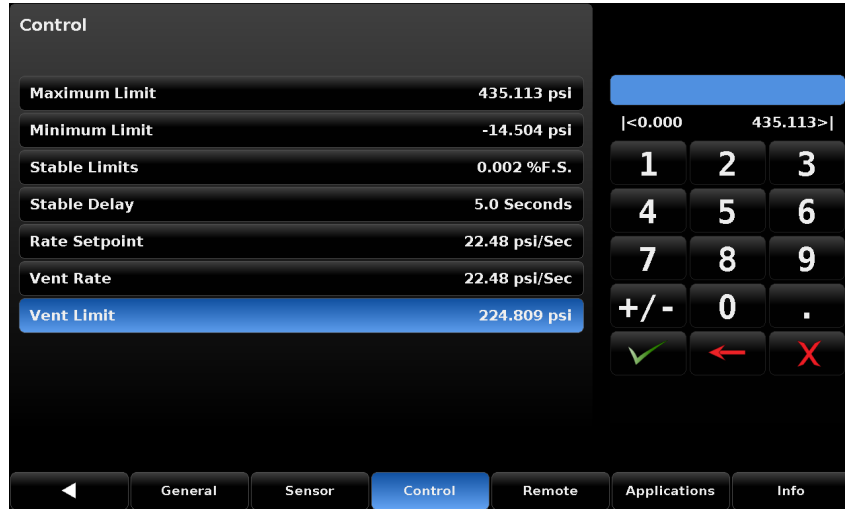 Control
Maximum Limit 435.113 psi
Minimum Limit -14.504 psi
Stable Limits 0.002 %F.S.
Stable Delay 5.0 Seconds
Rate Setpoint 22.48 psi/Sec
Vent Rate 22.48 psi/Sec
Vent Limit 224.809 psi
|<0.000 435.113>|
1 2 3
4 5 6
7 8 9
+/- 0 .
X
General Sensor Control Remote Applications Info